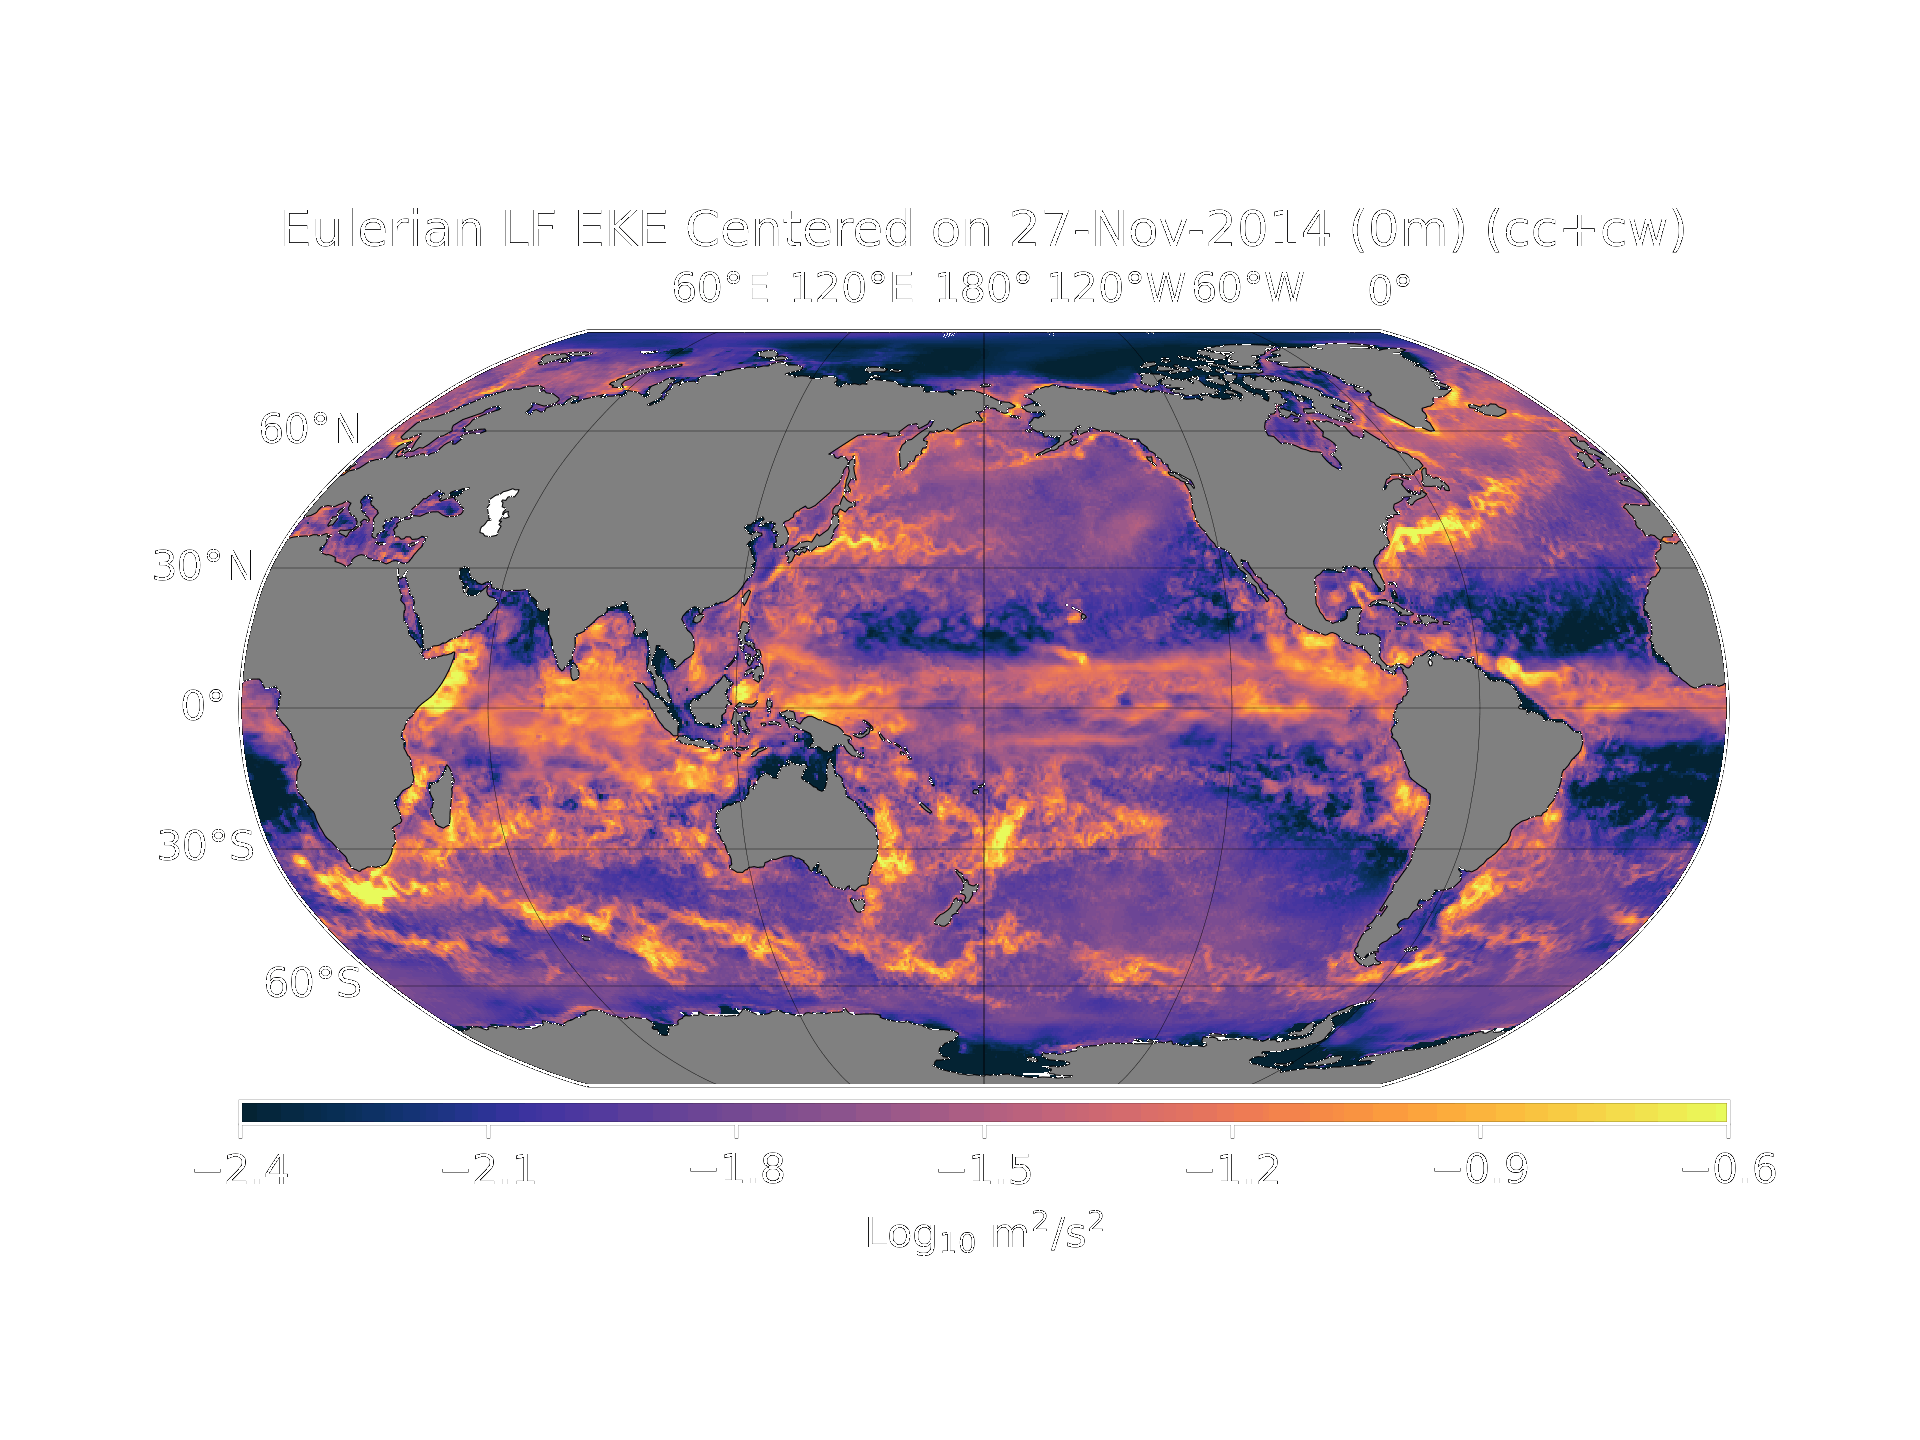 Eulerian LF EKE Centered on 27-Nov-2014 (0m) (cc+cw)
60°E 120°E 180° 120°W 60°W 0°
60°N
30°N
0°
30°S
60°S
−2.4 −2.1 −1.8 −1.5 −1.2 −0.9 −0.6
Log₁₀ m²/s²